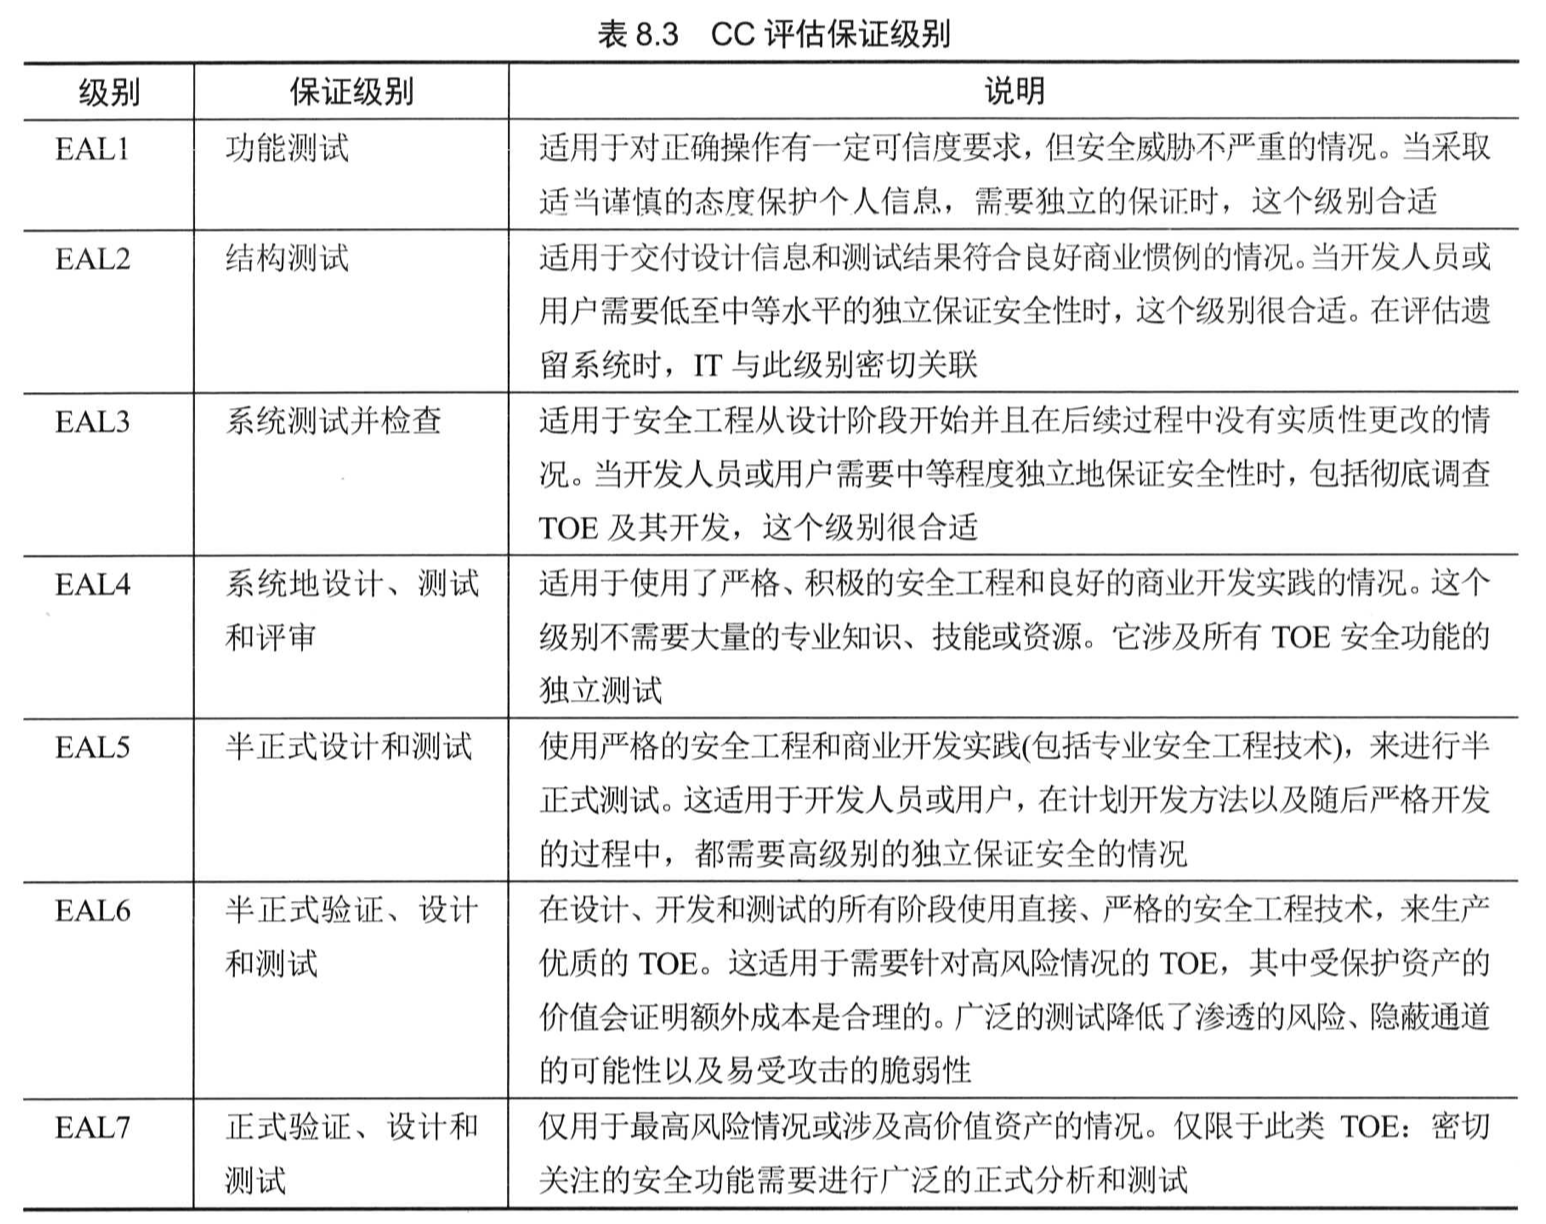 表 8.3 CC 评估保证级别
级别 保证级别 说明
EAL1 功能测试 适用于对正确操作有一定可信度要求，但安全威胁不严重的情况。当采取
适当谨慎的态度保护个人信息，需要独立的保证时，这个级别合适
EAL2 结构测试 适用于交付设计信息和测试结果符合良好商业惯例的情况。当开发人员或
用户需要低至中等水平的独立保证安全性时，这个级别很合适。在评估遗
留系统时，IT 与此级别密切关联
EAL3 系统测试并检查 适用于安全工程从设计阶段开始并且在后续过程中没有实质性更改的情
况。当开发人员或用户需要中等程度独立地保证安全性时，包括彻底调查
TOE 及其开发，这个级别很合适
EAL4 系统地设计、测试 适用于使用了严格、积极的安全工程和良好的商业开发实践的情况。这个
和评审 级别不需要大量的专业知识、技能或资源。它涉及所有 TOE 安全功能的
独立测试
EAL5 半正式设计和测试 使用严格的安全工程和商业开发实践(包括专业安全工程技术)，来进行半
正式测试。这适用于开发人员或用户，在计划开发方法以及随后严格开发
的过程中，都需要高级别的独立保证安全的情况
EAL6 半正式验证、设计 在设计、开发和测试的所有阶段使用直接、严格的安全工程技术，来生产
和测试 优质的 TOE。这适用于需要针对高风险情况的 TOE，其中受保护资产的
价值会证明额外成本是合理的。广泛的测试降低了渗透的风险、隐蔽通道
的可能性以及易受攻击的脆弱性
EAL7 正式验证、设计和 仅用于最高风险情况或涉及高价值资产的情况。仅限于此类 TOE：密切
测试 关注的安全功能需要进行广泛的正式分析和测试